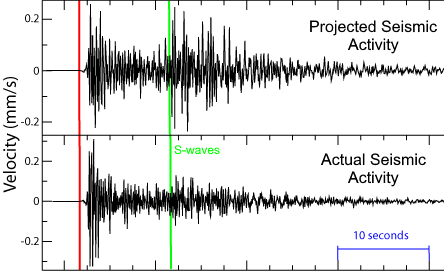 0.2
Projected Seismic
Activity
0
-0.2
Velocity (mm/s)
S-waves
0.2
Actual Seismic
Activity
0
-0.2
10 seconds